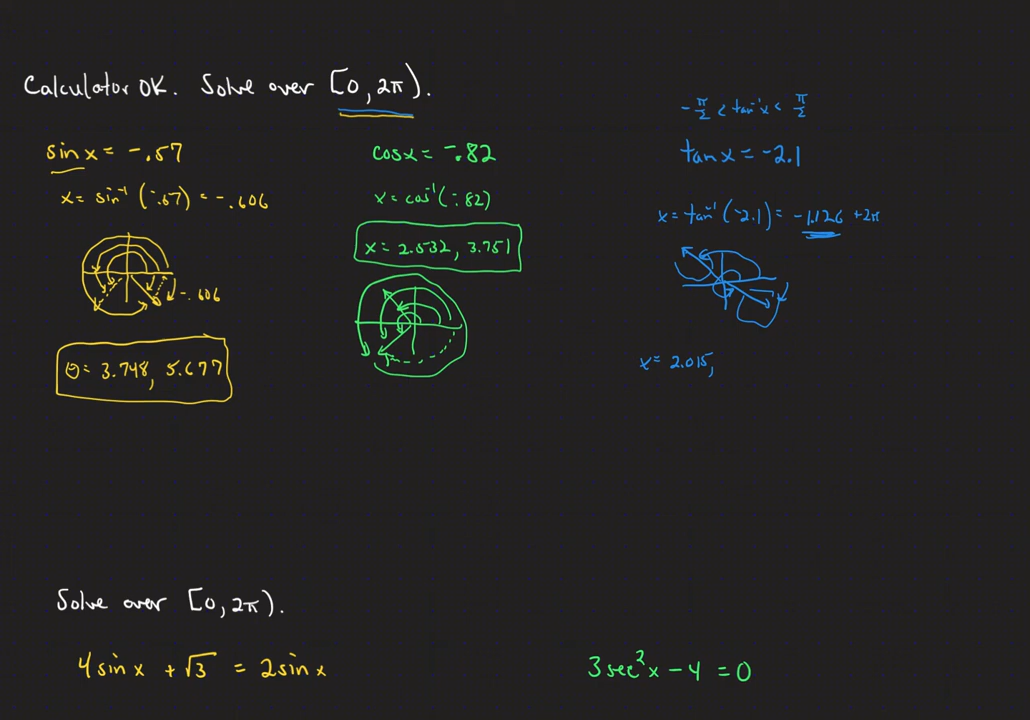 Calculator OK. Solve over [0, 2π).
sin x = -.57
x = sin⁻¹(-.57) = -.606
-.606
θ = 3.748, 5.677
cosx = -.82
x = cos⁻¹(-.82)
x = 2.532, 3.751
-π/2 < tan⁻¹x < π/2
tan x = -2.1
x = tan⁻¹(-2.1) = -1.126 +2π
x = 2.015,
Solve over [0, 2π).
4 sin x + √3 = 2 sin x
3 sec²x - 4 = 0